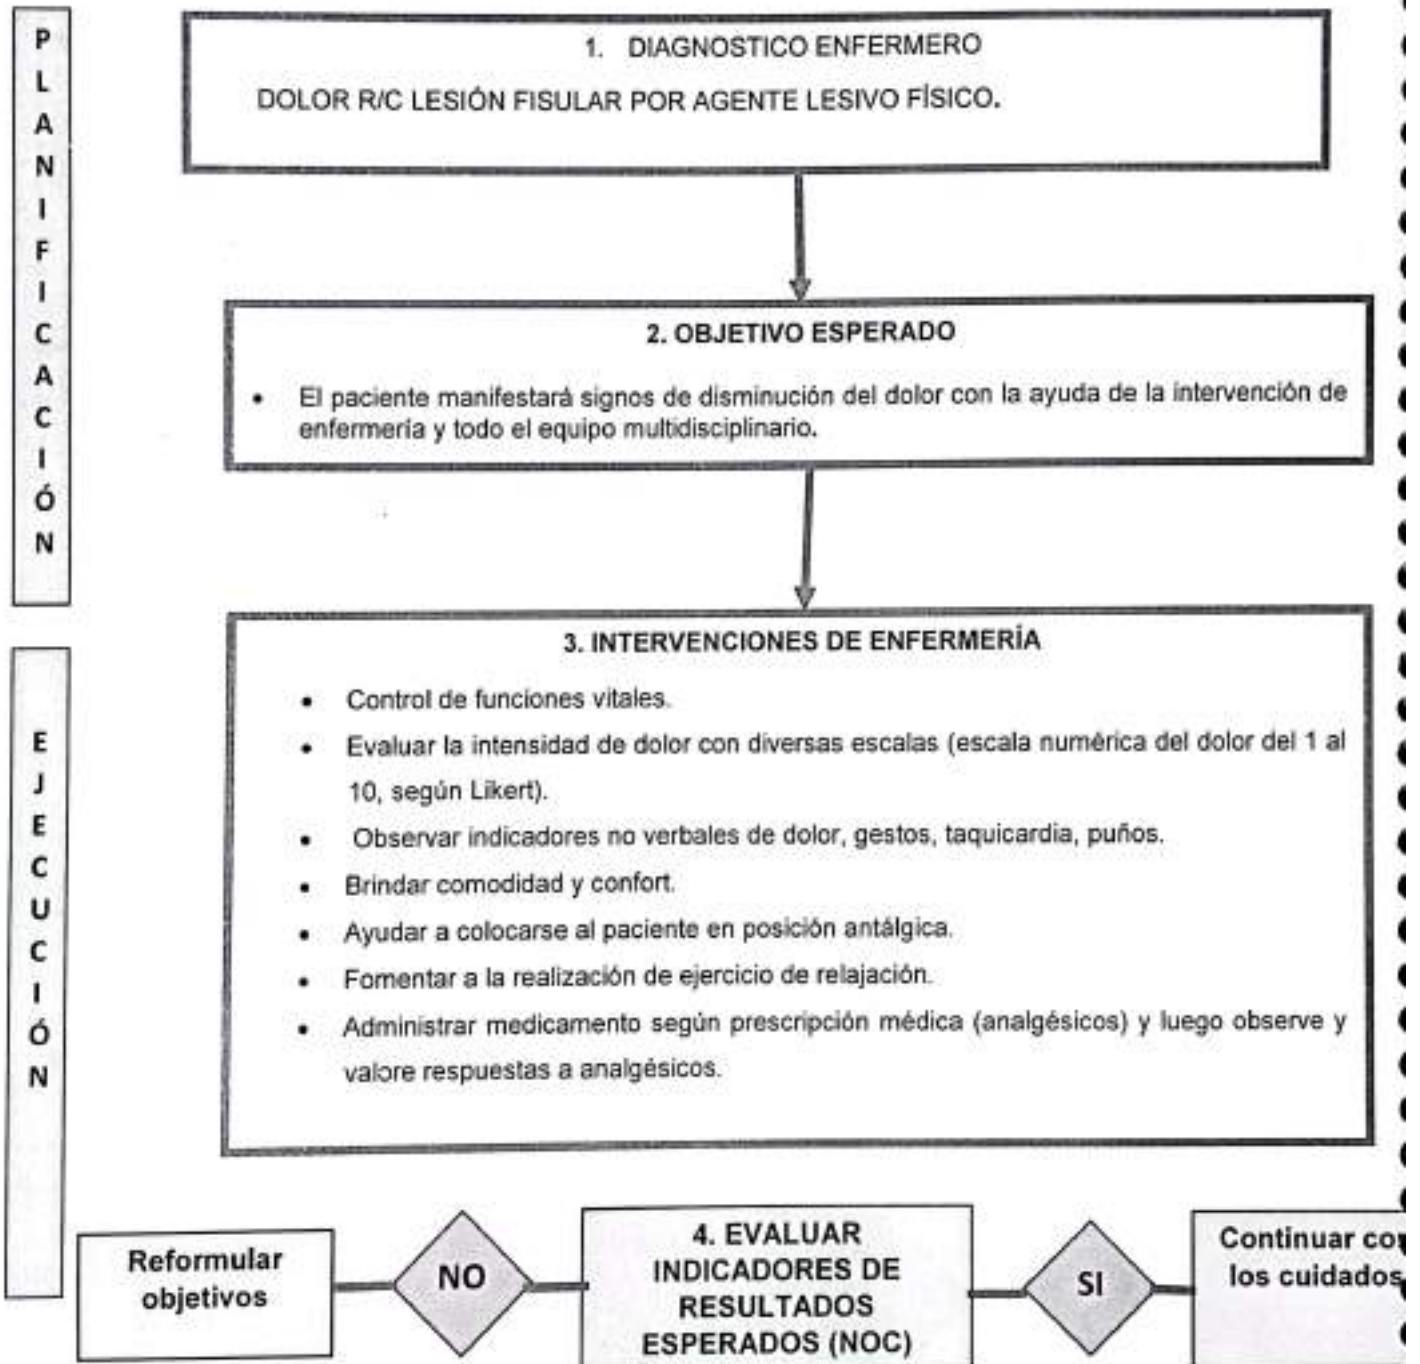 PLANIFICACIÓN
1. DIAGNOSTICO ENFERMERO
DOLOR R/C LESIÓN FISULAR POR AGENTE LESIVO FÍSICO.
2. OBJETIVO ESPERADO
• El paciente manifestará signos de disminución del dolor con la ayuda de la intervención de
enfermería y todo el equipo multidisciplinario.
EJECUCIÓN
3. INTERVENCIONES DE ENFERMERÍA
• Control de funciones vitales.
• Evaluar la intensidad de dolor con diversas escalas (escala numérica del dolor del 1 al
10, según Likert).
• Observar indicadores no verbales de dolor, gestos, taquicardia, puños.
• Brindar comodidad y confort.
• Ayudar a colocarse al paciente en posición antálgica.
• Fomentar a la realización de ejercicio de relajación.
• Administrar medicamento según prescripción médica (analgésicos) y luego observe y
valore respuestas a analgésicos.
Reformular
objetivos
NO
4. EVALUAR
INDICADORES DE
RESULTADOS
ESPERADOS (NOC)
SI
Continuar
los cuidados